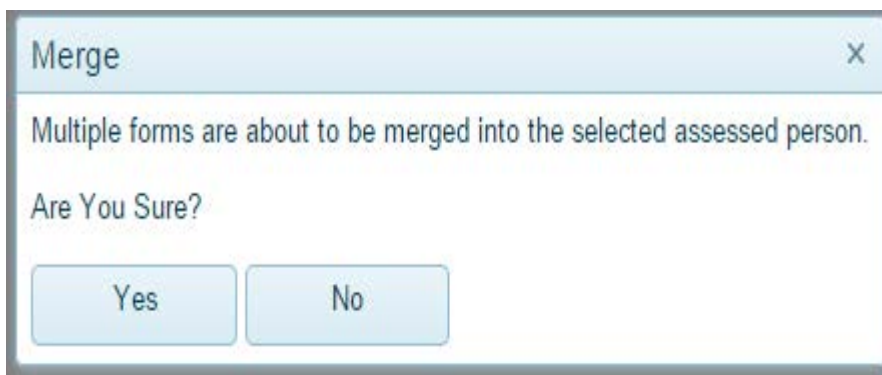 Merge ×
Multiple forms are about to be merged into the selected assessed person.
Are You Sure?
Yes No